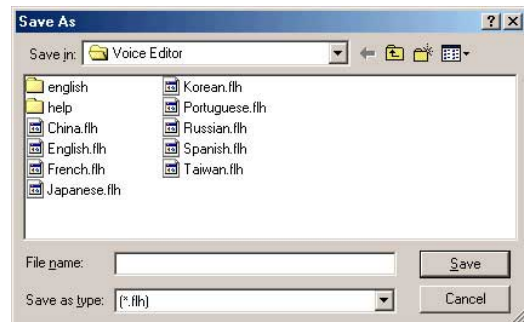 Save As
Save in: Voice Editor
english
help
China.flh
English.flh
French.flh
Japanese.flh
Korean.flh
Portuguese.flh
Russian.flh
Spanish.flh
Taiwan.flh
File name:
Save
Save as type: (*.flh)
Cancel